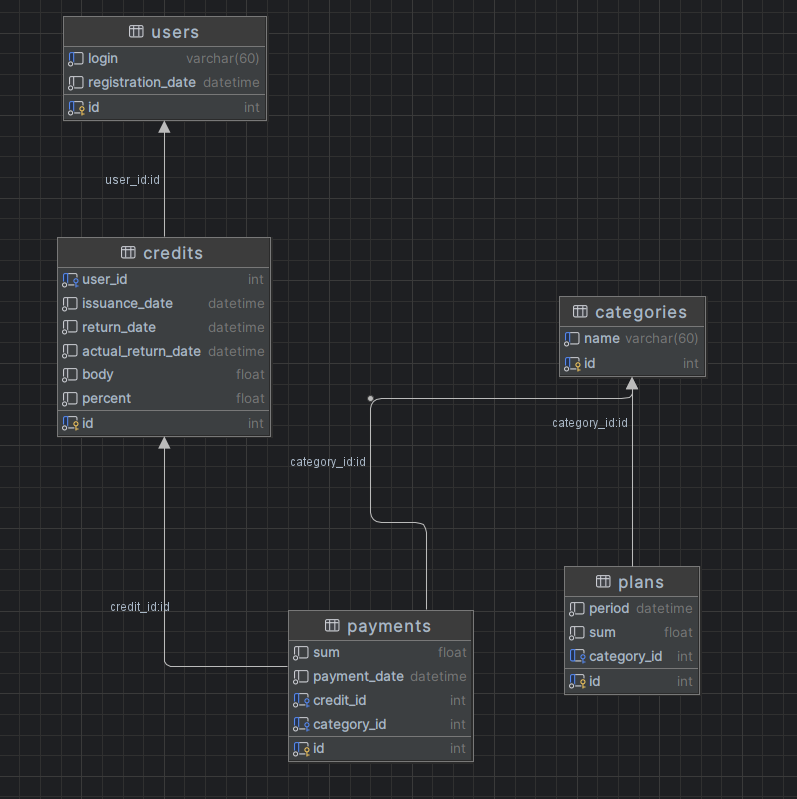 users
login varchar(60)
registration_date datetime
id int
user_id:id
credits
user_id int
issuance_date datetime
return_date datetime
actual_return_date datetime
body float
percent float
id int
categories
name varchar(60)
id int
category_id:id
category_id:id
credit_id:id
payments
sum float
payment_date datetime
credit_id int
category_id int
id int
plans
period datetime
sum float
category_id int
id int